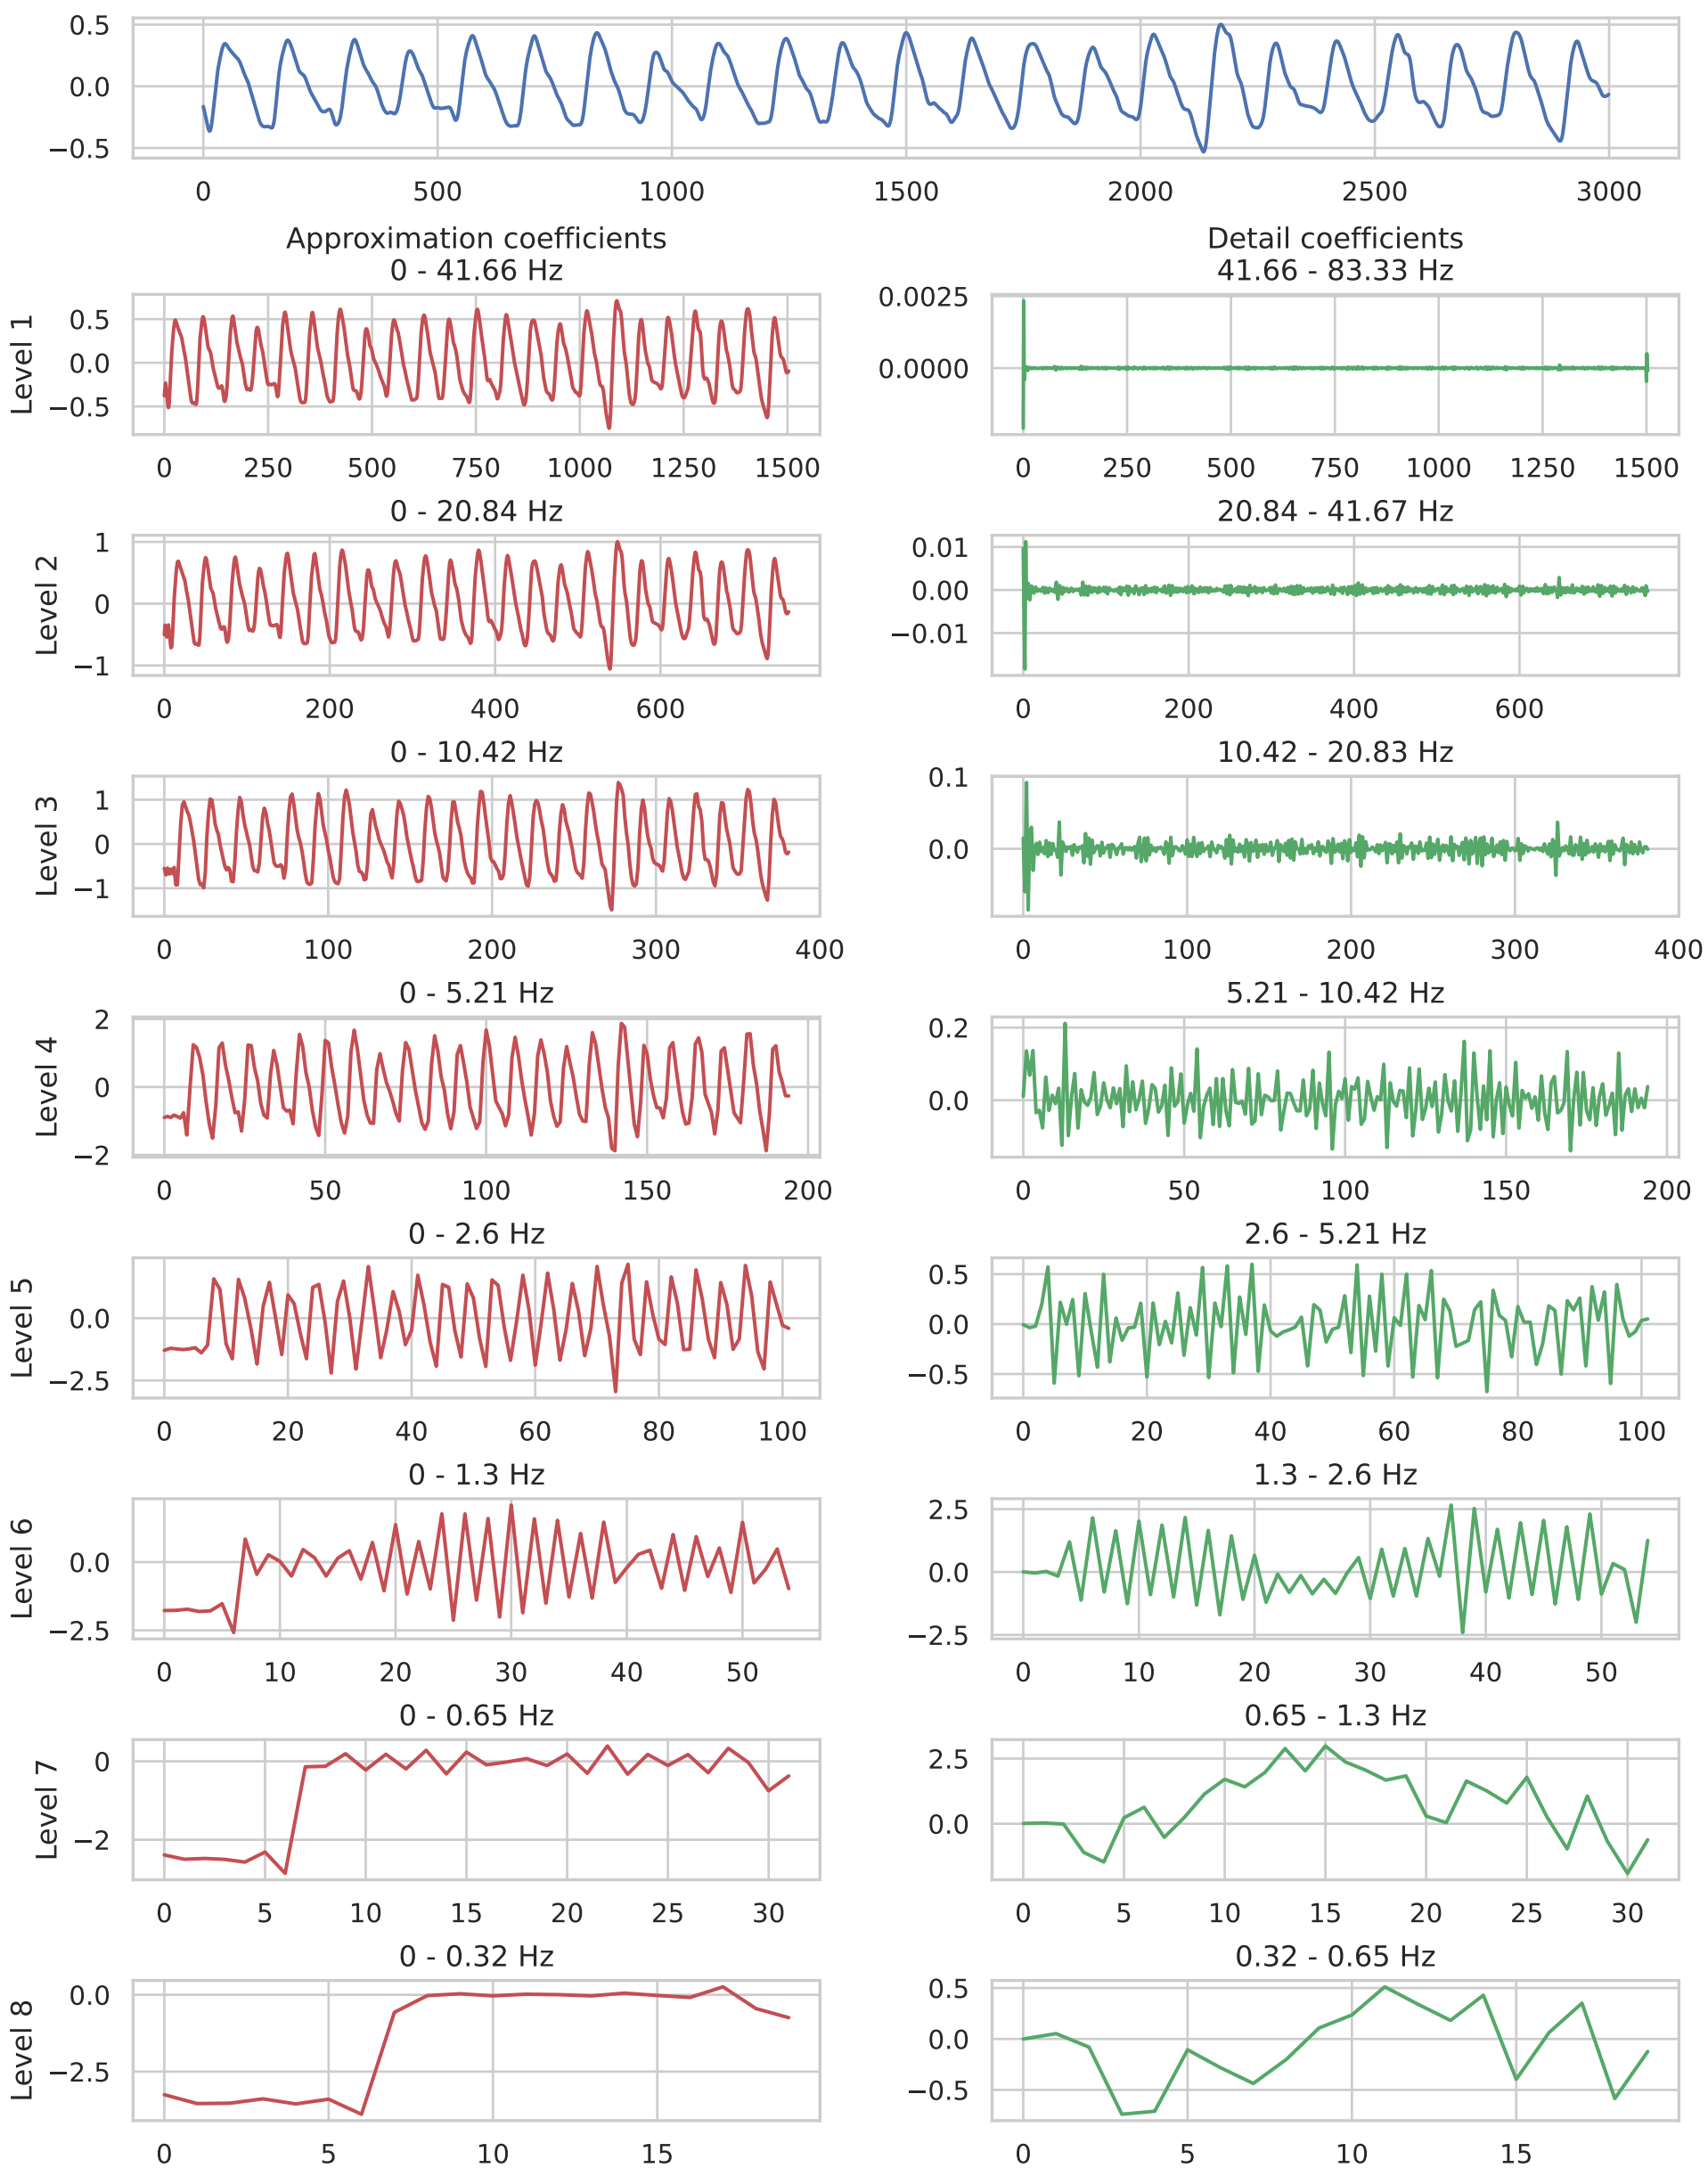 0.5
0.0
−0.5
0 500 1000 1500 2000 2500 3000
Approximation coefficients
0 - 41.66 Hz
Detail coefficients
41.66 - 83.33 Hz
Level 1
0.5
0.0
−0.5
0 250 500 750 1000 1250 1500
0.0025
0.0000
0 250 500 750 1000 1250 1500
0 - 20.84 Hz
20.84 - 41.67 Hz
Level 2
1
0
−1
0 200 400 600
0.01
0.00
−0.01
0 200 400 600
0 - 10.42 Hz
10.42 - 20.83 Hz
Level 3
1
0
−1
0 100 200 300 400
0.1
0.0
0 100 200 300 400
0 - 5.21 Hz
5.21 - 10.42 Hz
Level 4
2
0
−2
0 50 100 150 200
0.2
0.0
0 50 100 150 200
0 - 2.6 Hz
2.6 - 5.21 Hz
Level 5
0.0
−2.5
0 20 40 60 80 100
0.5
0.0
−0.5
0 20 40 60 80 100
0 - 1.3 Hz
1.3 - 2.6 Hz
Level 6
0.0
−2.5
0 10 20 30 40 50
2.5
0.0
−2.5
0 10 20 30 40 50
0 - 0.65 Hz
0.65 - 1.3 Hz
Level 7
0
−2
0 5 10 15 20 25 30
2.5
0.0
0 5 10 15 20 25 30
0 - 0.32 Hz
0.32 - 0.65 Hz
Level 8
0.0
−2.5
0 5 10 15
0.5
0.0
−0.5
0 5 10 15